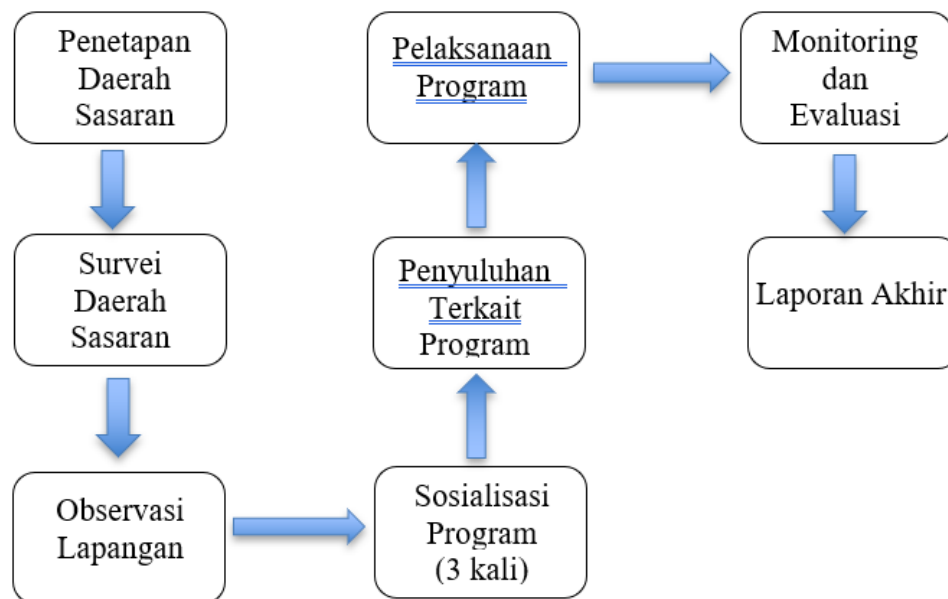 Penetapan
Daerah
Sasaran
Survei
Daerah
Sasaran
Observasi
Lapangan
Sosialisasi
Program
(3 kali)
Penyuluhan
Terkait
Program
Pelaksanaan
Program
Monitoring
dan
Evaluasi
Laporan Akhir